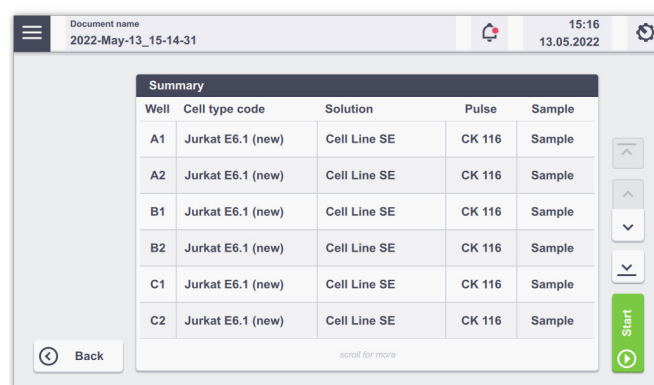 Document name
2022-May-13_15-14-31
15:16
13.05.2022
Summary
Well Cell type code Solution Pulse Sample
A1 Jurkat E6.1 (new) Cell Line SE CK 116 Sample
A2 Jurkat E6.1 (new) Cell Line SE CK 116 Sample
B1 Jurkat E6.1 (new) Cell Line SE CK 116 Sample
B2 Jurkat E6.1 (new) Cell Line SE CK 116 Sample
C1 Jurkat E6.1 (new) Cell Line SE CK 116 Sample
C2 Jurkat E6.1 (new) Cell Line SE CK 116 Sample
scroll for more
Back
Start